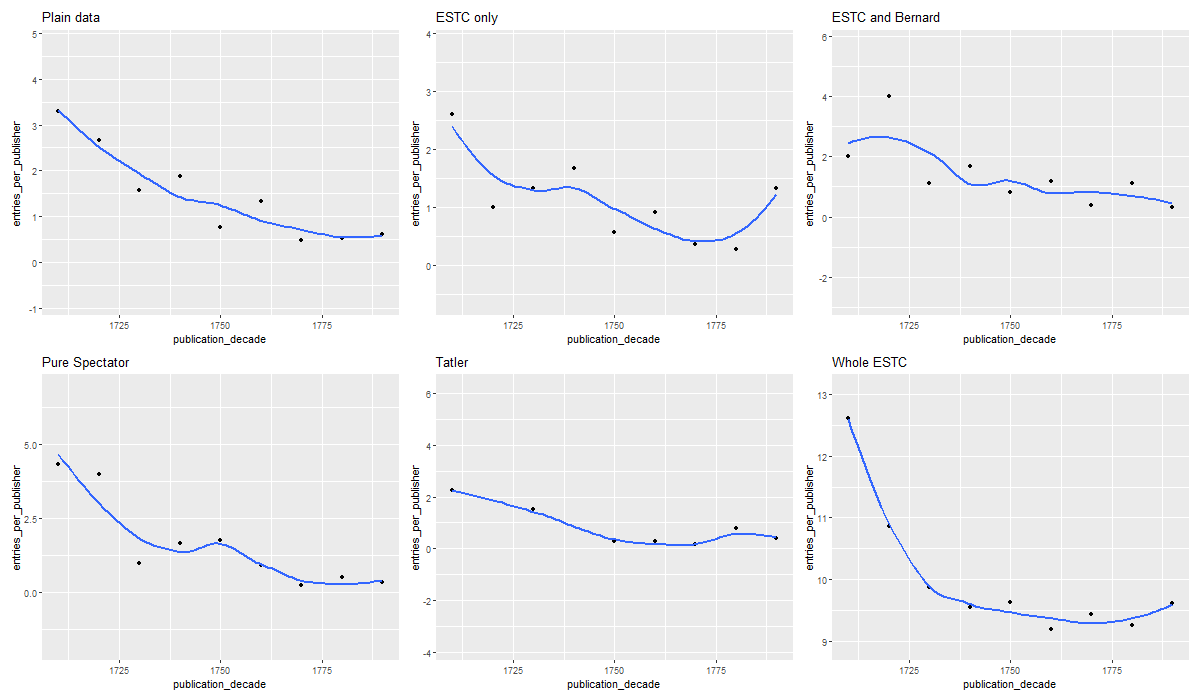 Plain data
entries_per_publisher
5
4
3
2
1
0
-1
1725 1750 1775
publication_decade
ESTC only
entries_per_publisher
4
3
2
1
0
1725 1750 1775
publication_decade
ESTC and Bernard
entries_per_publisher
6
4
2
0
-2
1725 1750 1775
publication_decade
Pure Spectator
entries_per_publisher
5.0
2.5
0.0
1725 1750 1775
publication_decade
Tatler
entries_per_publisher
6
4
2
0
-2
-4
1725 1750 1775
publication_decade
Whole ESTC
entries_per_publisher
13
12
11
10
9
1725 1750 1775
publication_decade